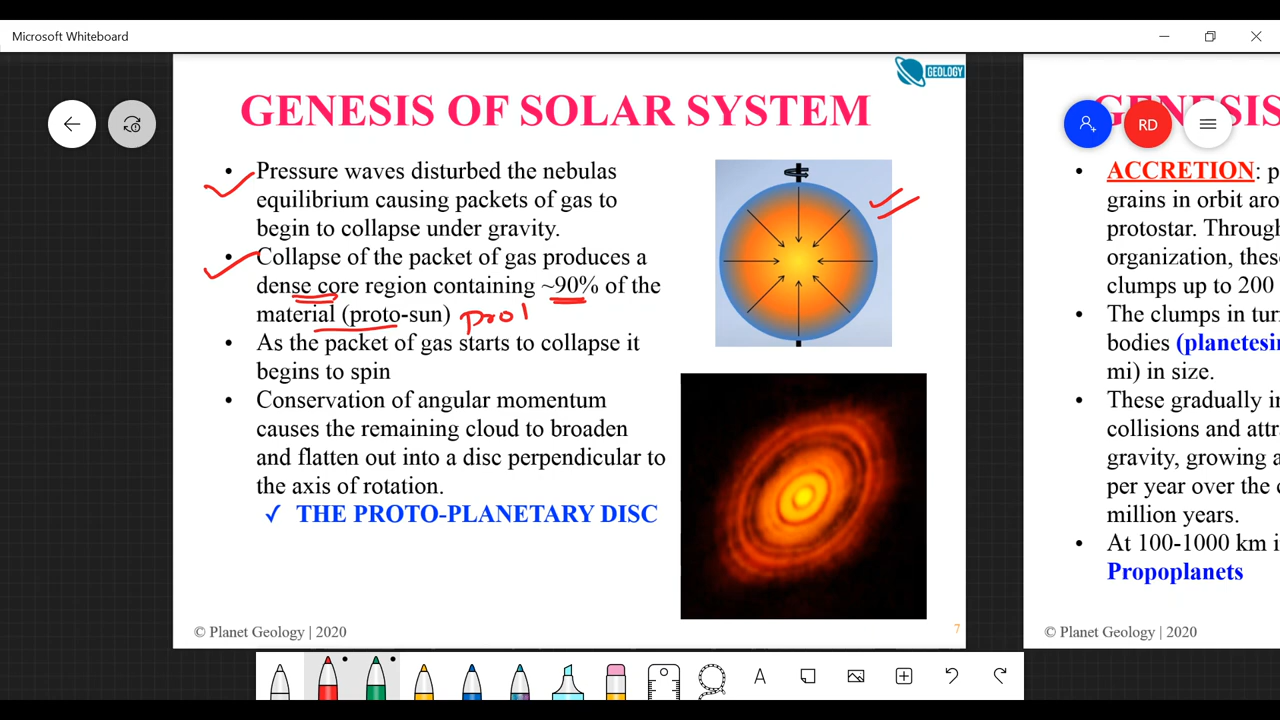 Microsoft Whiteboard
GEOLOGY
GENESIS OF SOLAR SYSTEM
• Pressure waves disturbed the nebulas
equilibrium causing packets of gas to
begin to collapse under gravity.
• Collapse of the packet of gas produces a
dense core region containing ~90% of the
material (proto-sun)
• As the packet of gas starts to collapse it
begins to spin
• Conservation of angular momentum
causes the remaining cloud to broaden
and flatten out into a disc perpendicular to
the axis of rotation.
✓ THE PROTO-PLANETARY DISC
© Planet Geology | 2020
7
RD
• ACCRETION: p
grains in orbit aro
protostar. Throug
organization, thes
clumps up to 200
• The clumps in tur
bodies (planetesi
mi) in size.
• These gradually i
collisions and attr
gravity, growing a
per year over the
million years.
• At 100-1000 km i
Propoplanets
© Planet Geology | 2020
A